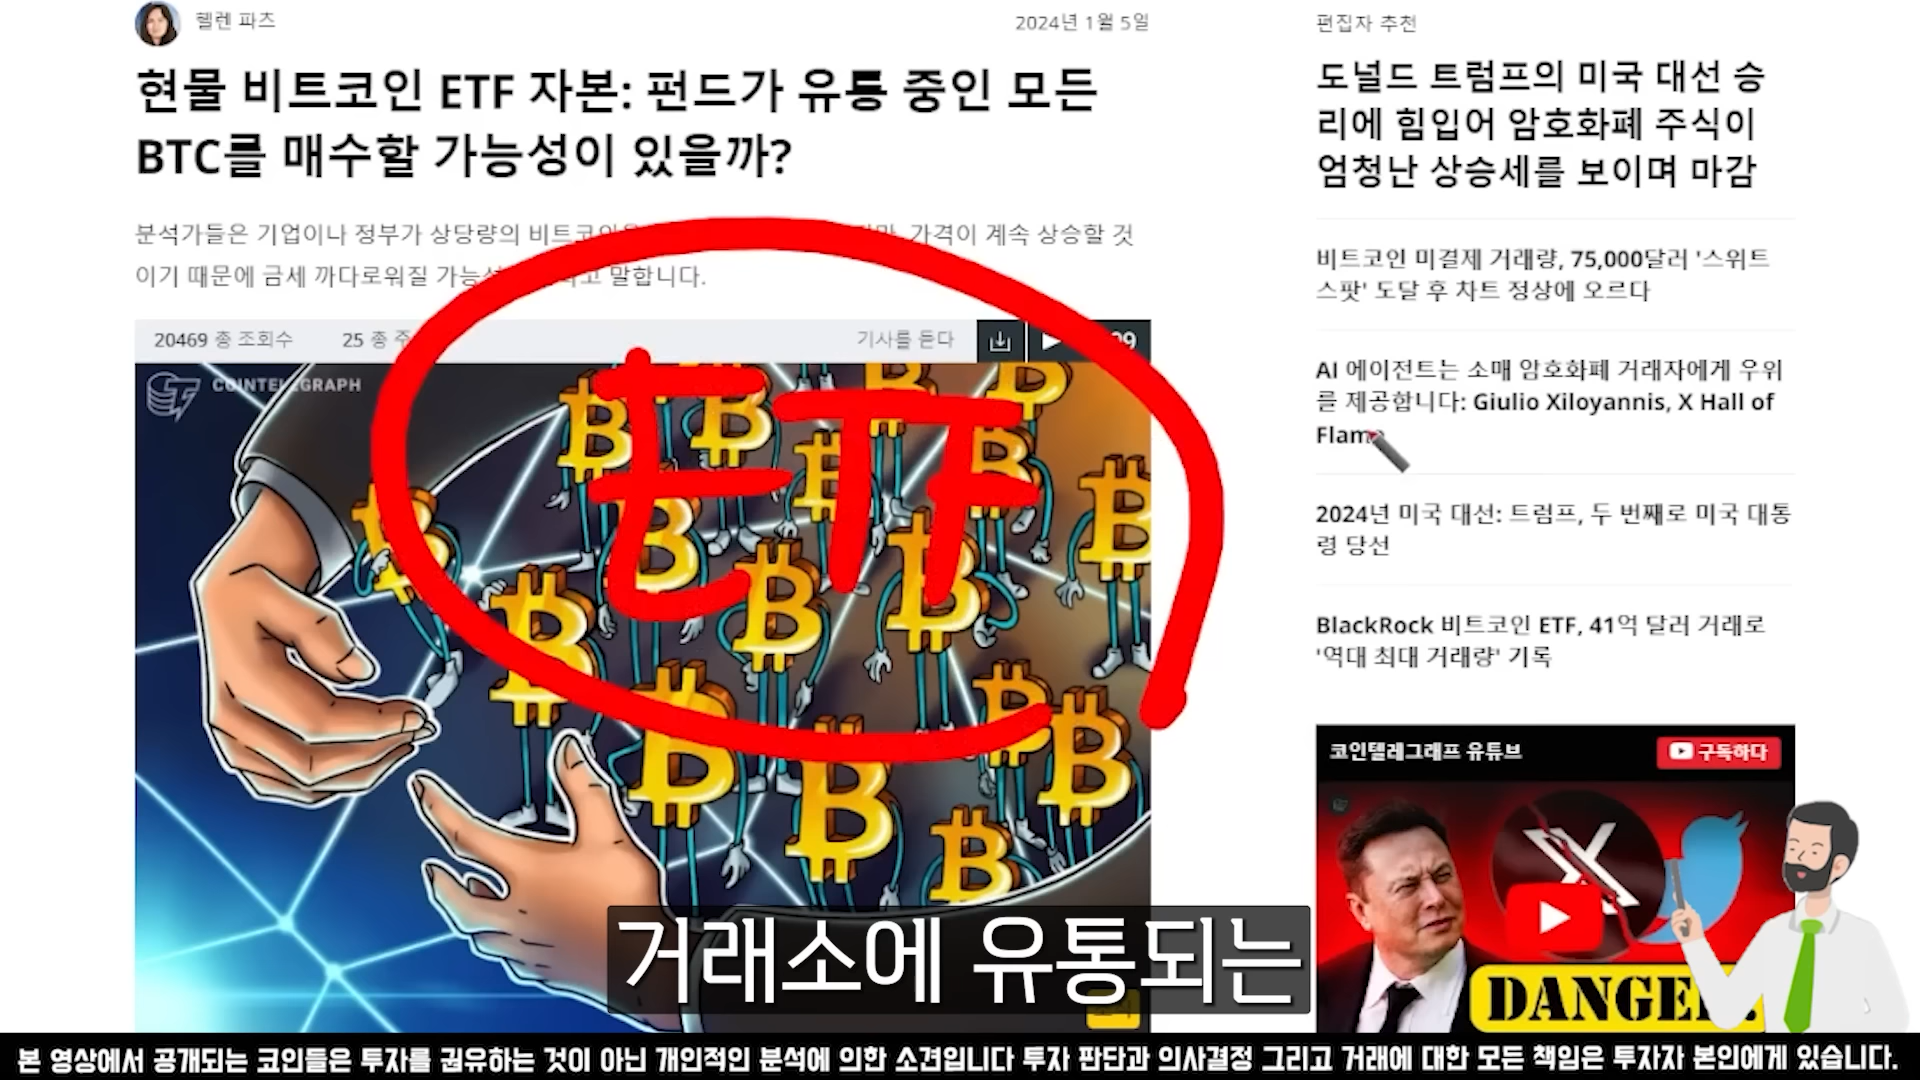 헬렌 파츠
2024년 1월 5일
현물 비트코인 ETF 자본: 펀드가 유통 중인 모든
BTC를 매수할 가능성이 있을까?
분석가들은 기업이나 정부가 상당량의 가격이 계속 상승할 것
이기 때문에 금세 까다로워질 말합니다.
20469 총 조회수
25 총
기사를 듣다
COINTELEGRAPH
ETF
편집자 추천
도널드 트럼프의 미국 대선 승
리에 힘입어 암호화폐 주식이
엄청난 상승세를 보이며 마감
비트코인 미결제 거래량, 75,000달러 '스위트
스팟' 도달 후 차트 정상에 오르다
AI 에이전트는 소매 암호화폐 거래자에게 우위
를 제공합니다: Giulio Xiloyannis, X Hall of
Flame
2024년 미국 대선: 트럼프, 두 번째로 미국 대통
령 당선
BlackRock 비트코인 ETF, 41억 달러 거래로
'역대 최대 거래량' 기록
코인텔레그래프 유튜브
구독하다
거래소에 유통되는
본 영상에서 공개되는 코인들은 투자를 권유하는 것이 아닌 개인적인 분석에 의한 소견입니다 투자 판단과 의사결정 그리고 거래에 대한 모든 책임은 투자자 본인에게 있습니다.